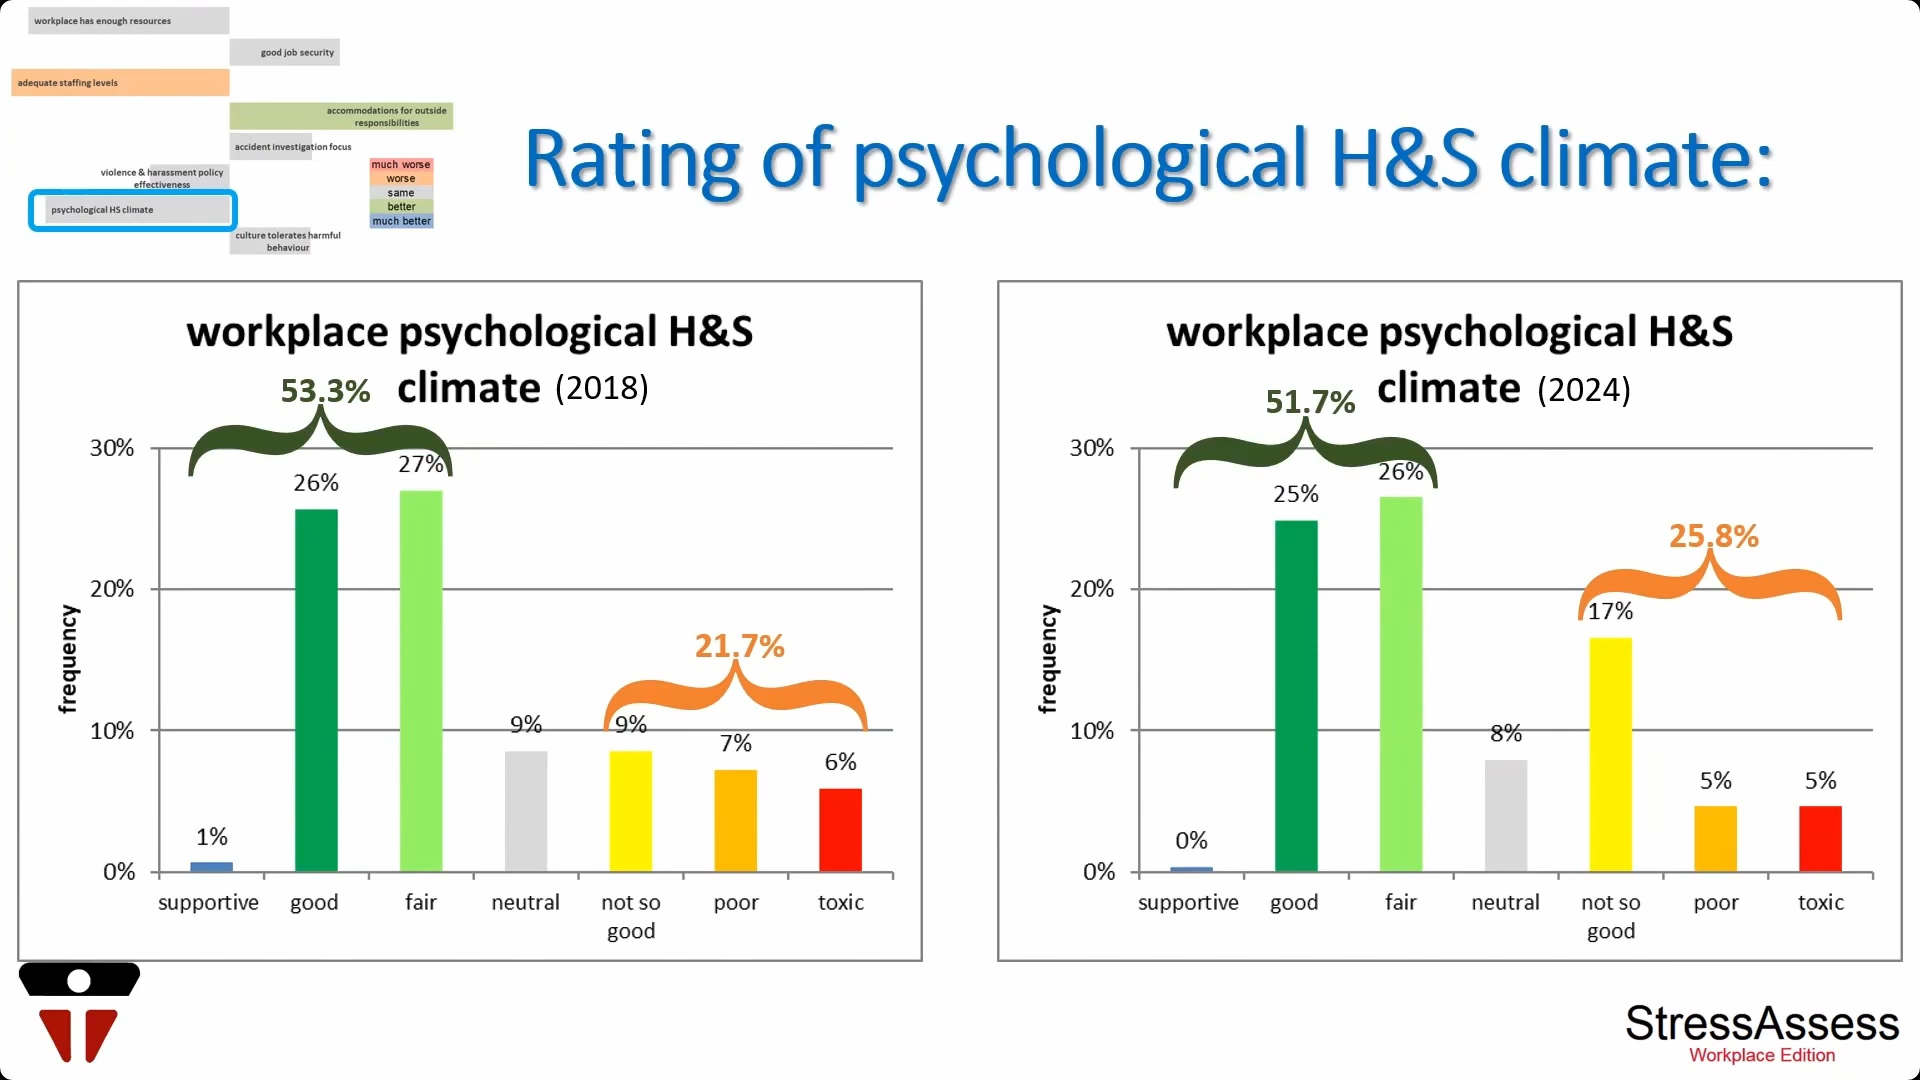 workplace has enough resources
good job security
adequate staffing levels
accommodations for outside
responsibilities
accident investigation focus
violence & harassment policy
effectiveness
psychological HS climate
culture tolerates harmful
behaviour
much worse
worse
same
better
much better
Rating of psychological H&S climate:
workplace psychological H&S
climate (2018)
53.3%
30%
20%
10%
0%
frequency
1%
26%
27%
9%
9%
7%
6%
21.7%
supportive
good
fair
neutral
not so
good
poor
toxic
workplace psychological H&S
climate (2024)
51.7%
30%
20%
10%
0%
frequency
0%
25%
26%
8%
17%
5%
5%
25.8%
supportive
good
fair
neutral
not so
good
poor
toxic
StressAssess
Workplace Edition